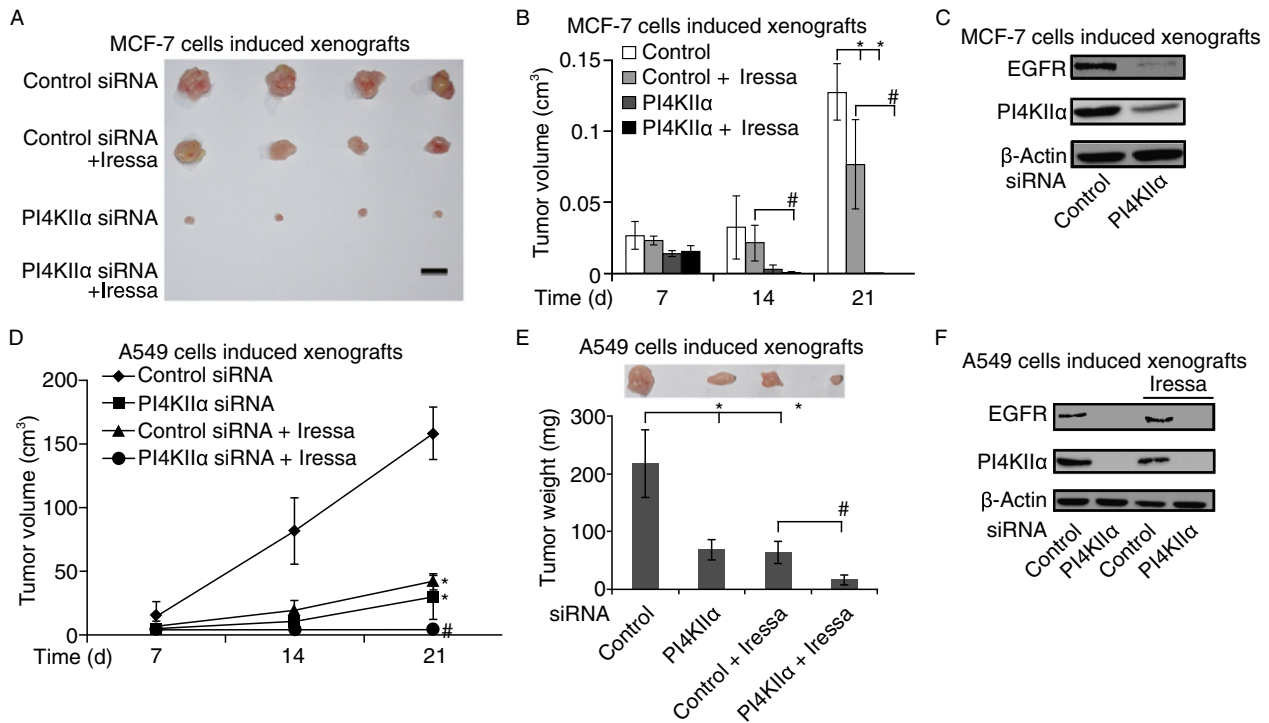 A
MCF-7 cells induced xenografts
Control siRNA
Control siRNA
+Iressa
PI4KIIα siRNA
PI4KIIα siRNA
+Iressa
B
MCF-7 cells induced xenografts
Control
Control + Iressa
PI4KIIα
PI4KIIα + Iressa
Tumor volume (cm³)
0.15
0.1
0.05
0
* *
#
#
Time (d)
7
14
21
C
MCF-7 cells induced xenografts
EGFR
PI4KIIα
β-Actin
siRNA
Control
PI4KIIα
D
A549 cells induced xenografts
Control siRNA
PI4KIIα siRNA
Control siRNA + Iressa
PI4KIIα siRNA + Iressa
Tumor volume (cm³)
200
150
100
50
0
*
*
#
Time (d)
7
14
21
E
A549 cells induced xenografts
Tumor weight (mg)
300
200
100
0
* *
#
siRNA
Control
PI4KIIα
Control + Iressa
PI4KIIα + Iressa
F
A549 cells induced xenografts
Iressa
EGFR
PI4KIIα
β-Actin
siRNA
Control
PI4KIIα
Control
PI4KIIα